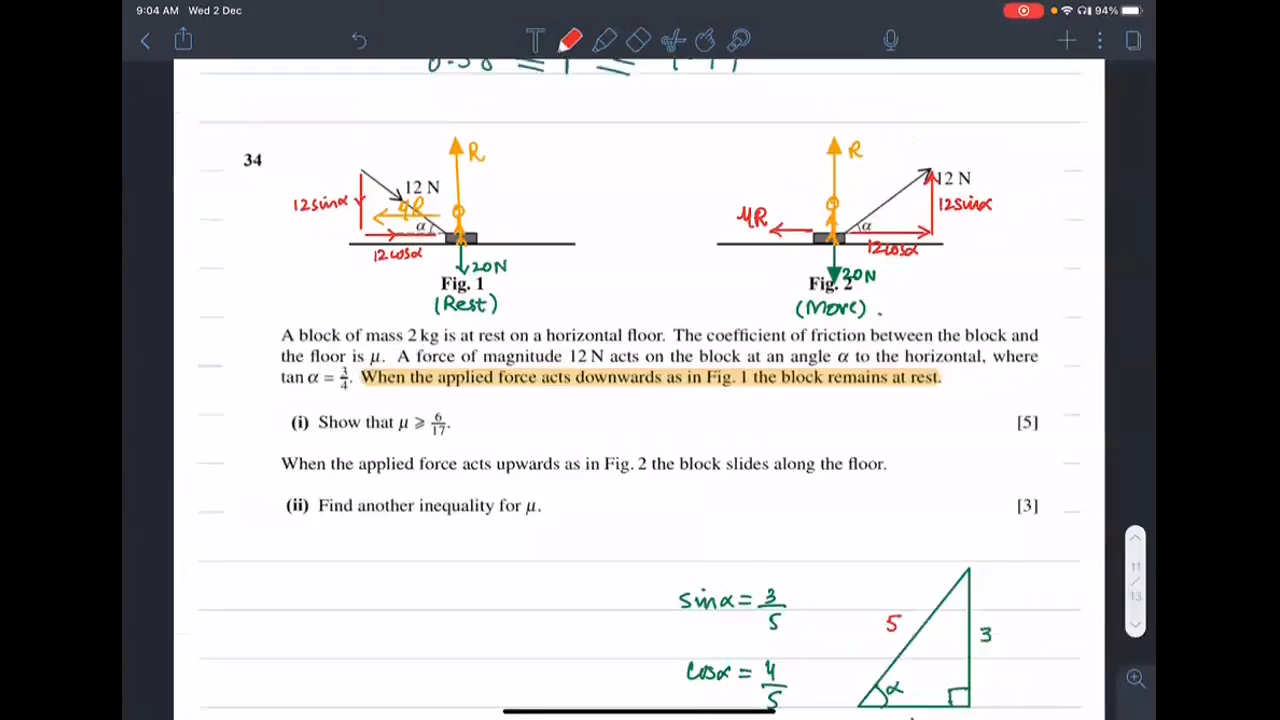 9:04 AM Wed 2 Dec
94%
34
R
12 N
12sinα
α
12cosα
20N
Fig. 1
(Rest)
R
12 N
μR
12sinα
α
12cosα
20N
Fig. 2
(Move).
A block of mass 2 kg is at rest on a horizontal floor. The coefficient of friction between the block and
the floor is μ. A force of magnitude 12 N acts on the block at an angle α to the horizontal, where
tan α = 3/4. When the applied force acts downwards as in Fig. 1 the block remains at rest.
(i) Show that μ ⩾ 6/17. [5]
When the applied force acts upwards as in Fig. 2 the block slides along the floor.
(ii) Find another inequality for μ. [3]
sinα = 3/5
5
3
cosα = 4/5
α
11
/
13